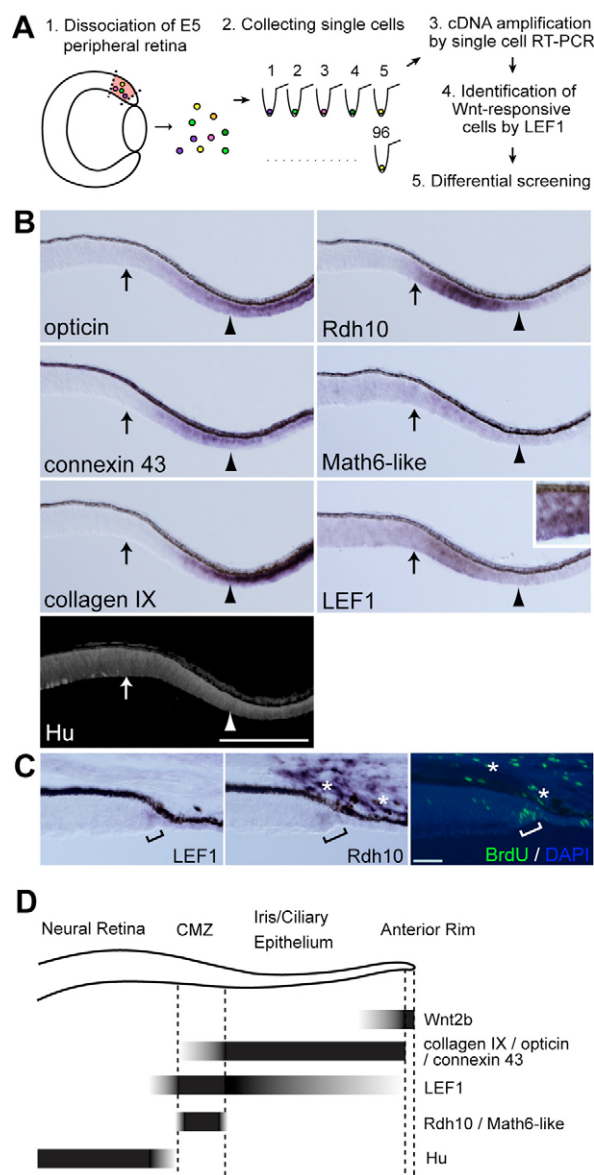 A
1. Dissociation of E5
peripheral retina
2. Collecting single cells
3. cDNA amplification
by single cell RT-PCR
1 2 3 4 5
96
4. Identification of
Wnt-responsive
cells by LEF1
5. Differential screening
B
opticin
Rdh10
connexin 43
Math6-like
collagen IX
LEF1
Hu
C
LEF1
Rdh10
BrdU / DAPI
D
Neural Retina
CMZ
Iris/Ciliary
Epithelium
Anterior Rim
Wnt2b
collagen IX / opticin
/ connexin 43
LEF1
Rdh10 / Math6-like
Hu